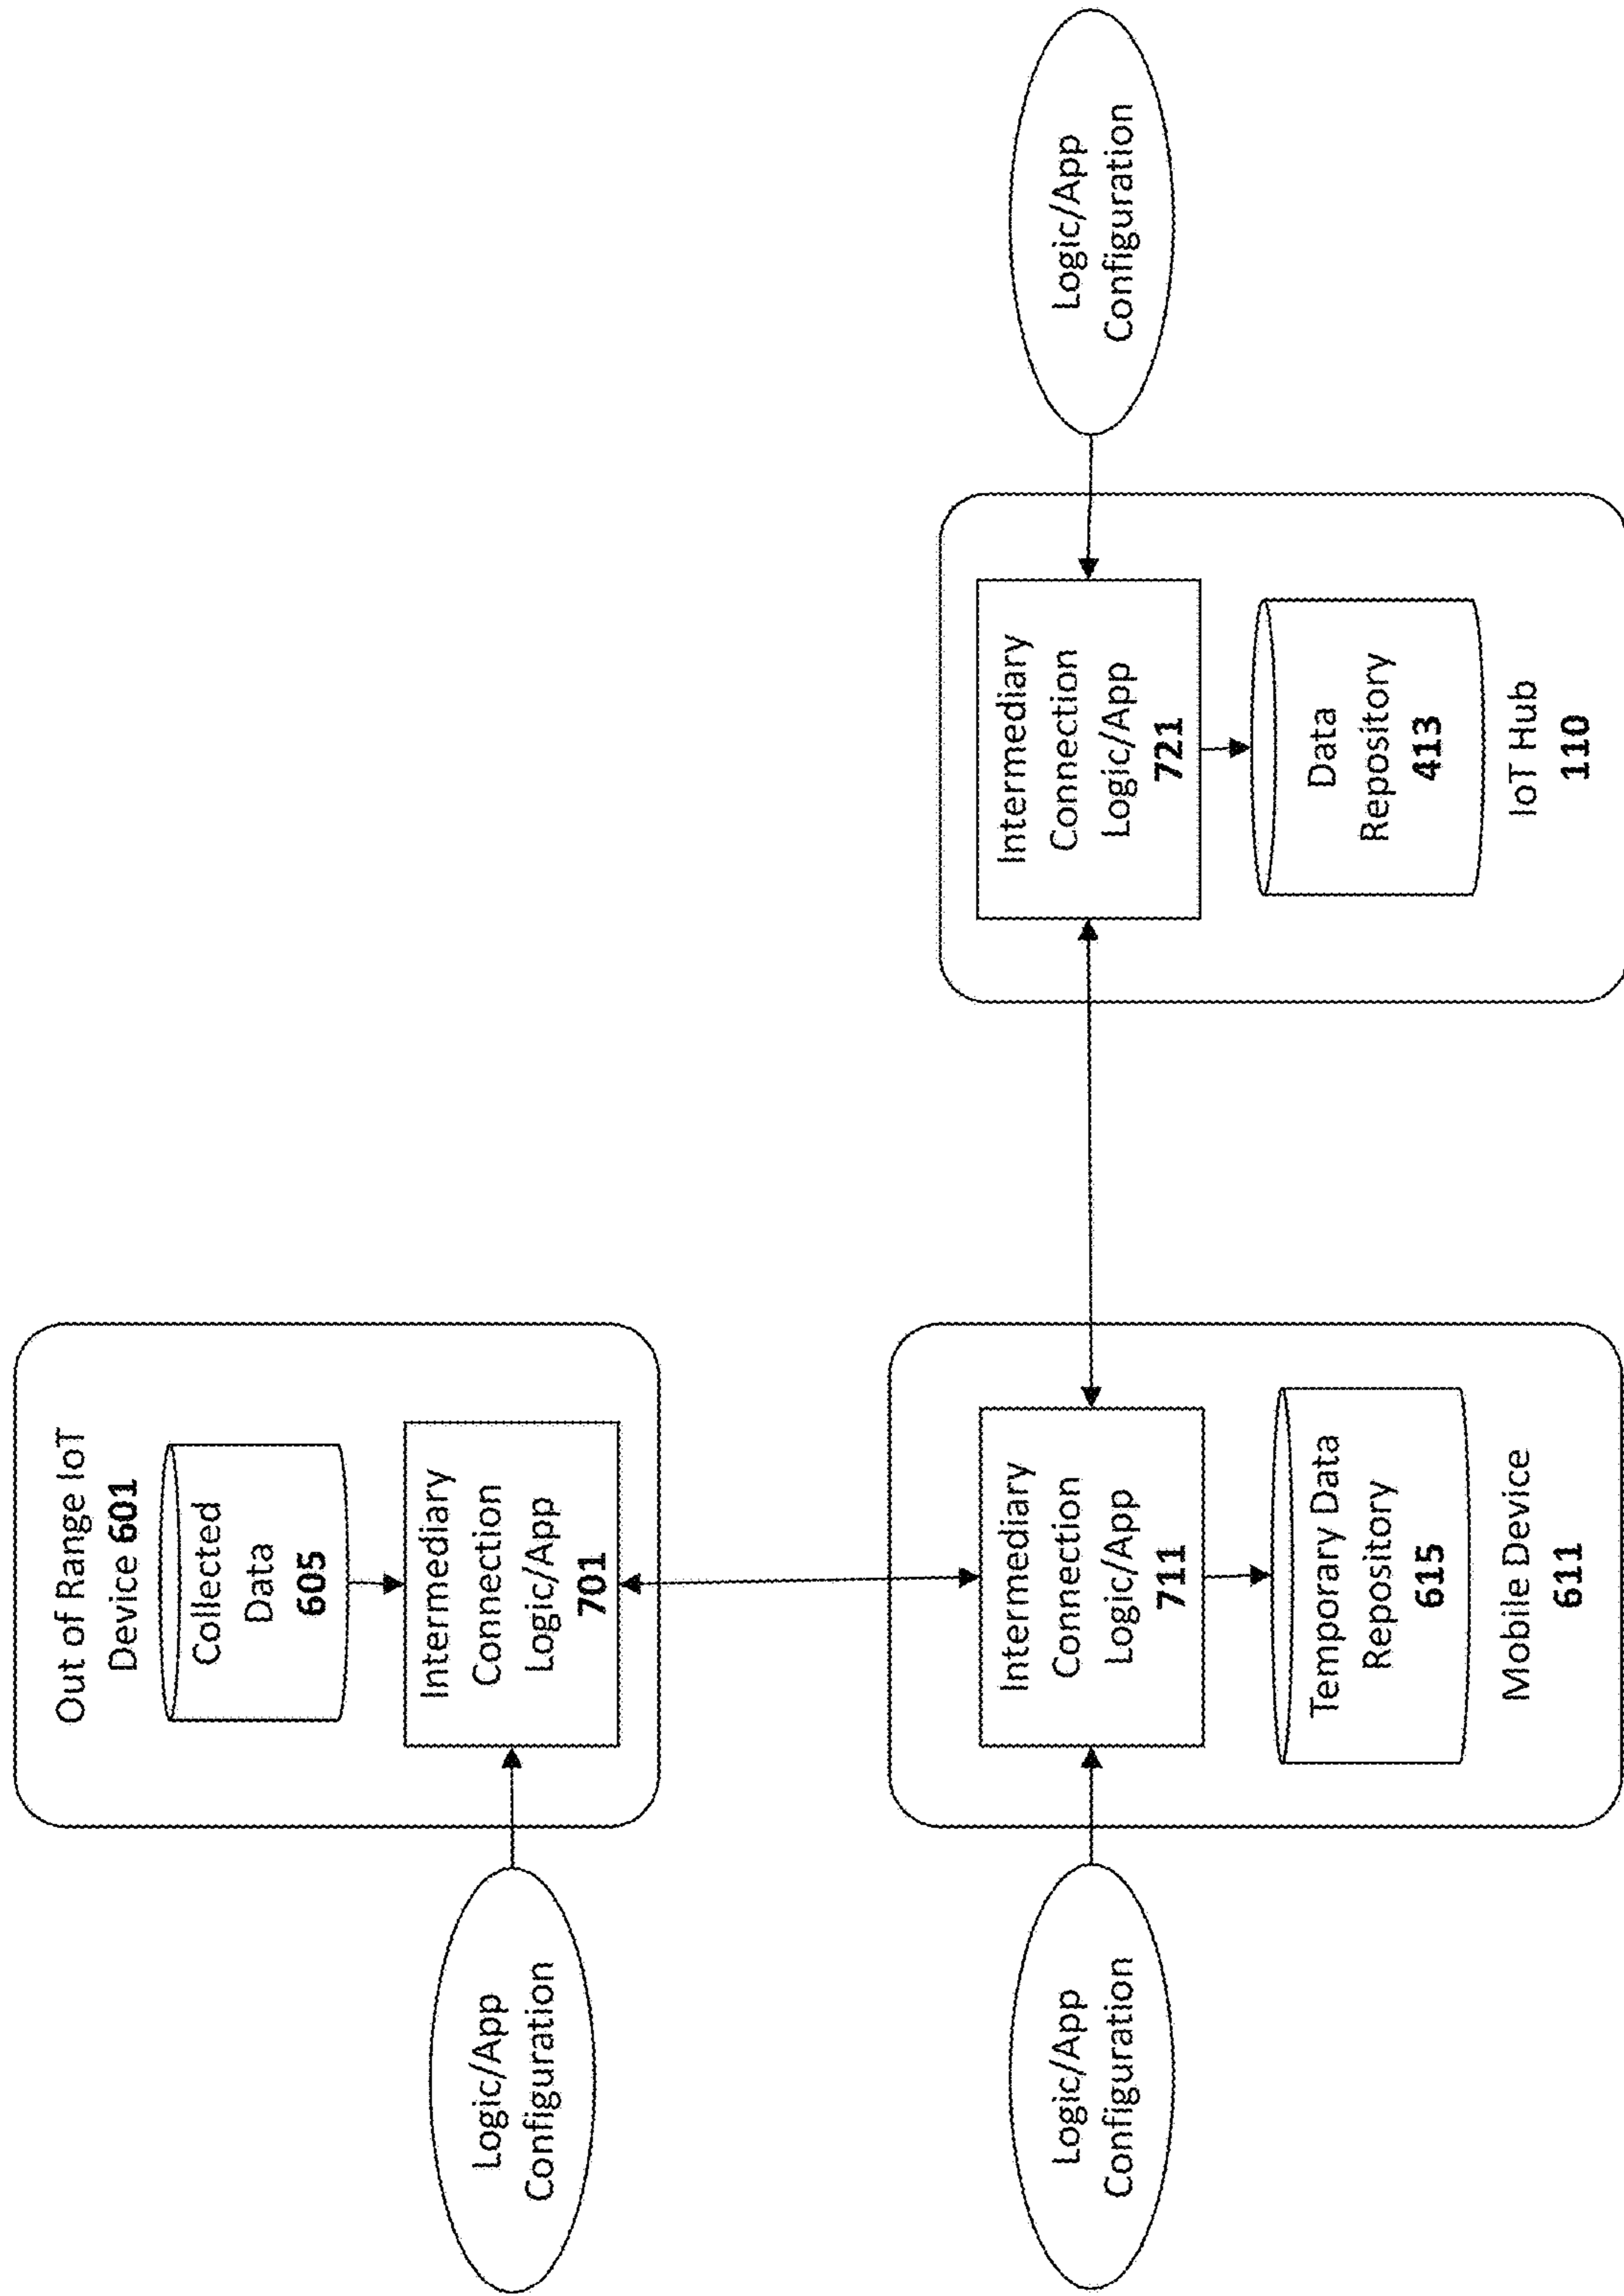 Out of Range IoT
Device 601
Collected
Data
605
Logic/App
Configuration
Intermediary
Connection
Logic/App
701
Logic/App
Configuration
Intermediary
Connection
Logic/App
711
Temporary Data
Repository
615
Mobile Device
611
Intermediary
Connection
Logic/App
721
Data
Repository
413
IoT Hub
110
Logic/App
Configuration